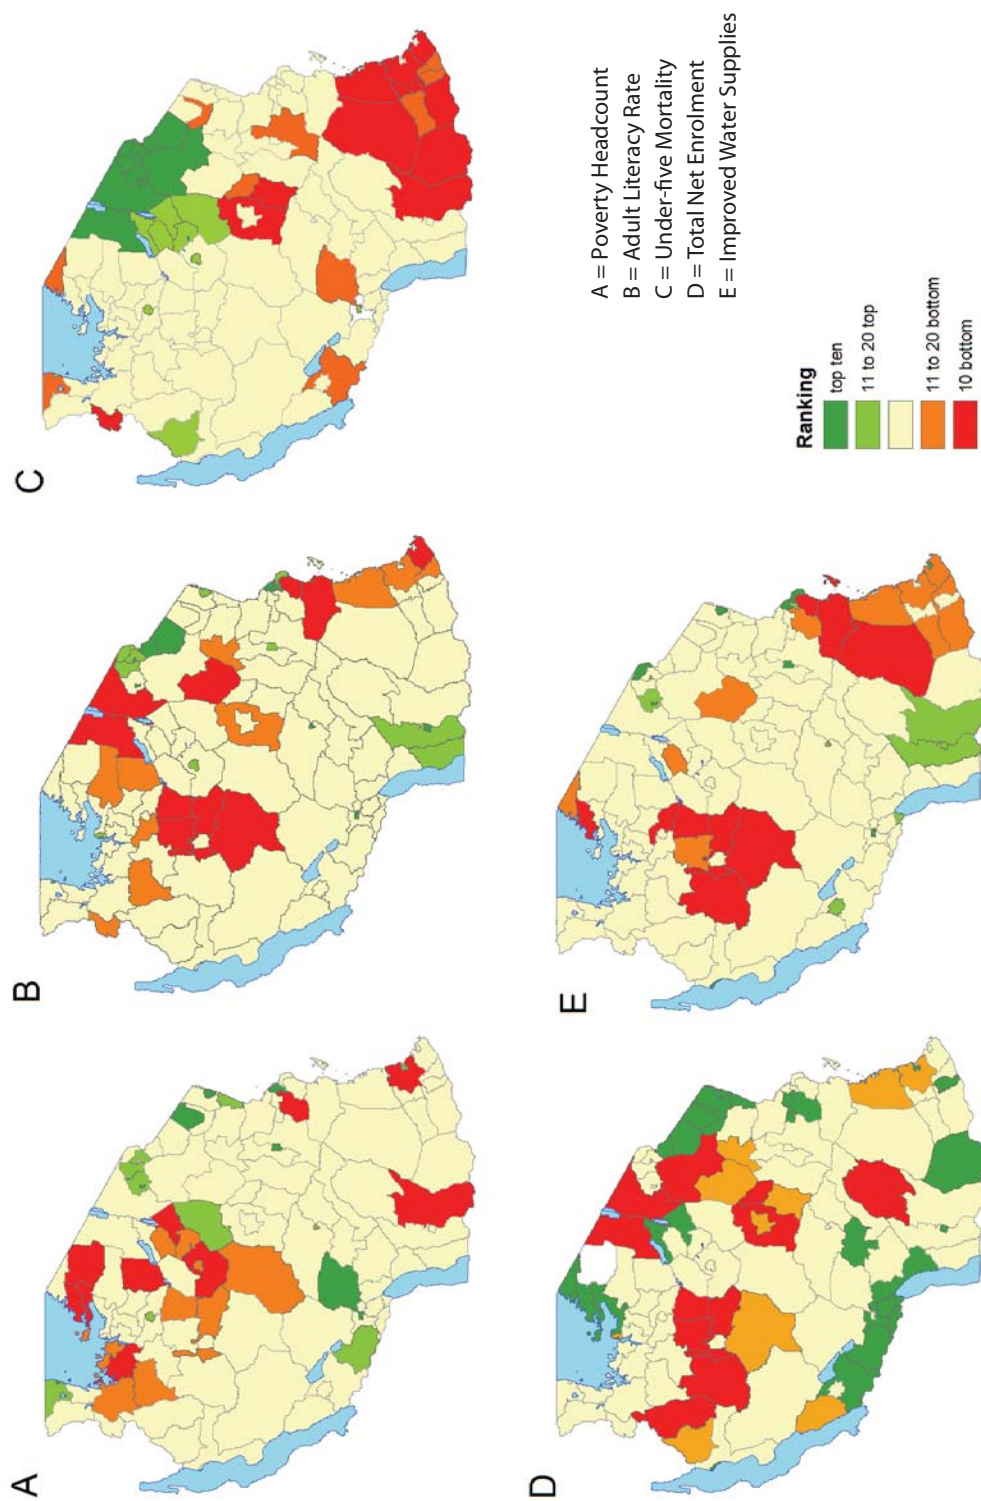 A
B
C
D
E
A = Poverty Headcount
B = Adult Literacy Rate
C = Under-five Mortality
D = Total Net Enrolment
E = Improved Water Supplies
Ranking
top ten
11 to 20 top
11 to 20 bottom
10 bottom